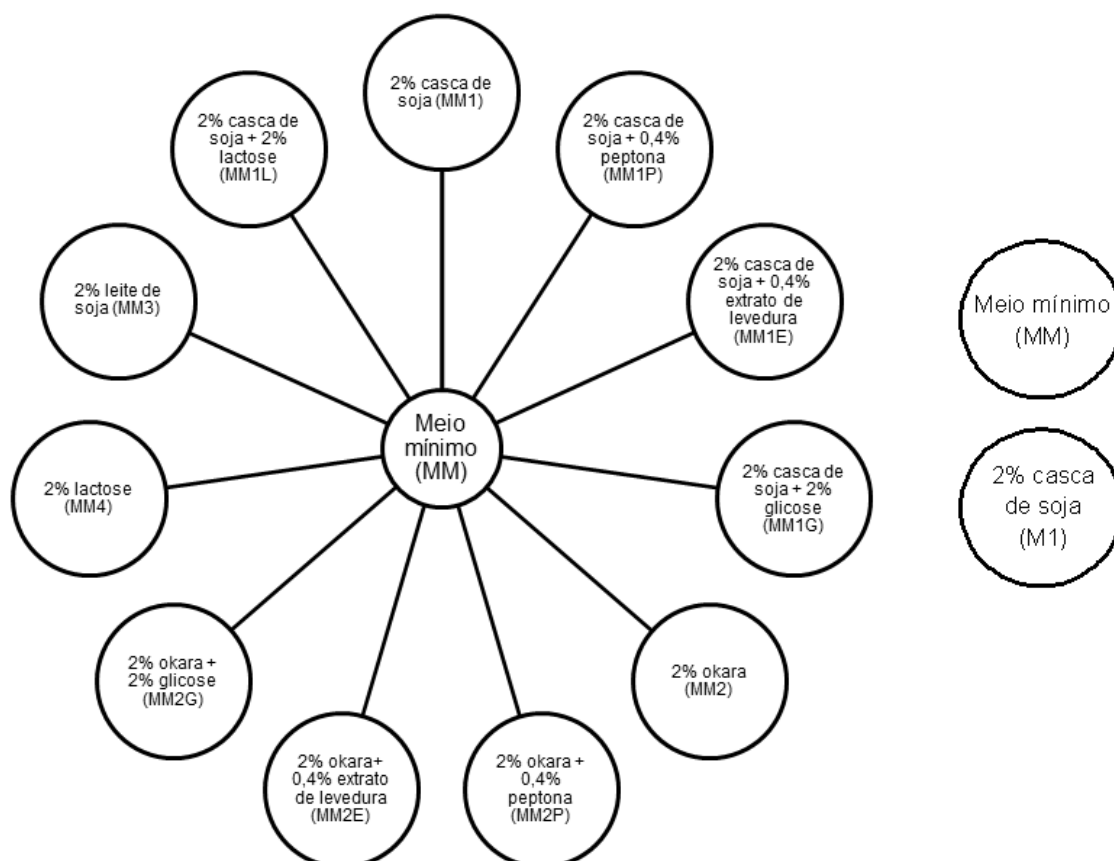 2% casca de
soja (MM1)
2% casca de
soja + 0,4%
peptona
(MM1P)
2% casca de
soja + 0,4%
extrato de
levedura
(MM1E)
2% casca de
soja + 2%
glicose
(MM1G)
2% okara
(MM2)
2% okara +
0,4%
peptona
(MM2P)
2% okara+
0,4% extrato
de levedura
(MM2E)
2% okara +
2% glicose
(MM2G)
2% lactose
(MM4)
2% leite de
soja (MM3)
2% casca de
soja + 2%
lactose
(MM1L)
Meio
mínimo
(MM)
Meio mínimo
(MM)
2% casca
de soja
(M1)